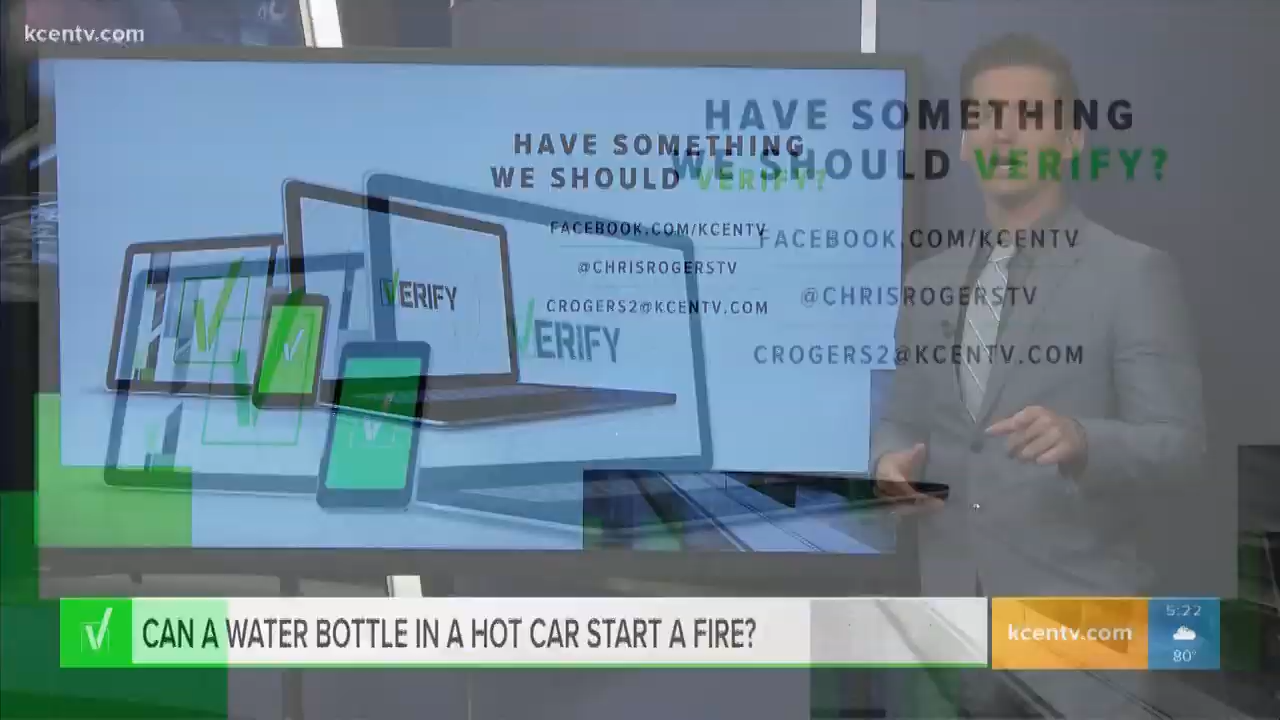 kcentv.com
HAVE SOMETHING
WE SHOULD VERIFY?
FACEBOOK.COM/KCENTV
@CHRISROGERSTV
CROGERS2@KCENTV.COM
VERIFY
HAVE SOMETHING
WE SHOULD VERIFY?
FACEBOOK.COM/KCENTV
@CHRISROGERSTV
CROGERS2@KCENTV.COM
VERIFY
CAN A WATER BOTTLE IN A HOT CAR START A FIRE?
kcentv.com
5:22
80°